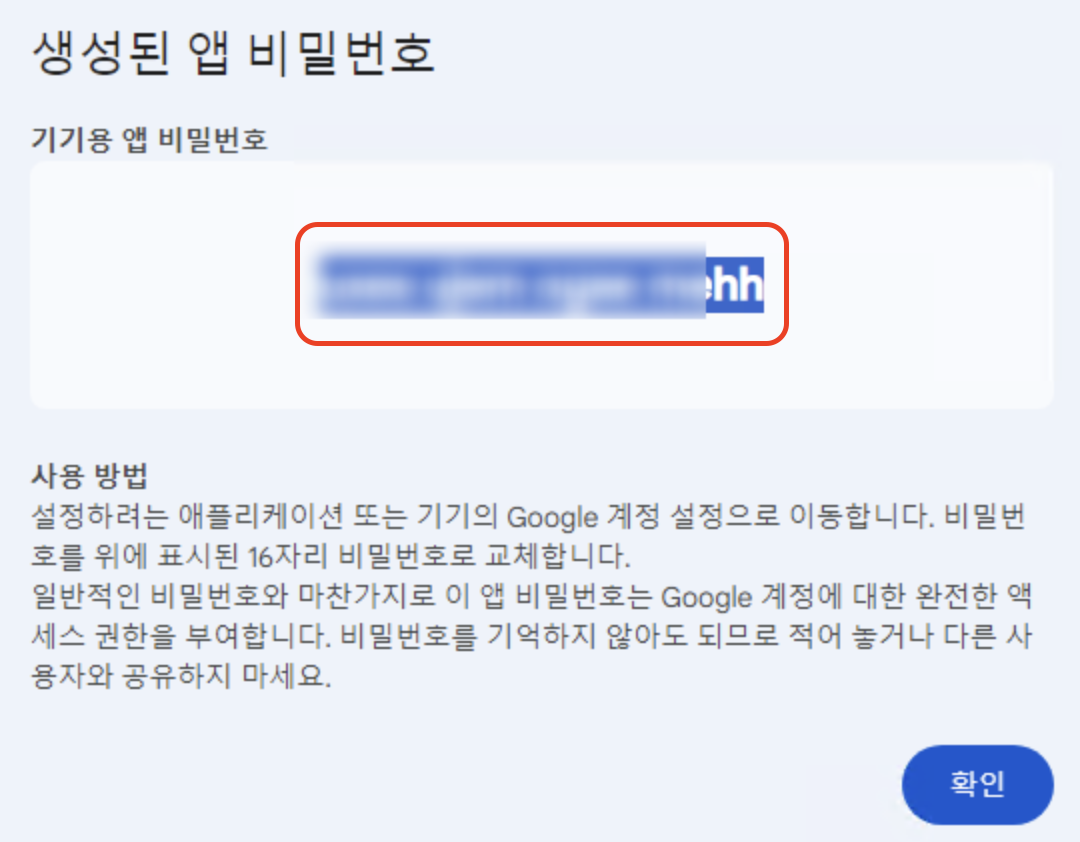 생성된 앱 비밀번호
기기용 앱 비밀번호
사용 방법
설정하려는 애플리케이션 또는 기기의 Google 계정 설정으로 이동합니다. 비밀번
호를 위에 표시된 16자리 비밀번호로 교체합니다.
일반적인 비밀번호와 마찬가지로 이 앱 비밀번호는 Google 계정에 대한 완전한 액
세스 권한을 부여합니다. 비밀번호를 기억하지 않아도 되므로 적어 놓거나 다른 사
용자와 공유하지 마세요.
확인